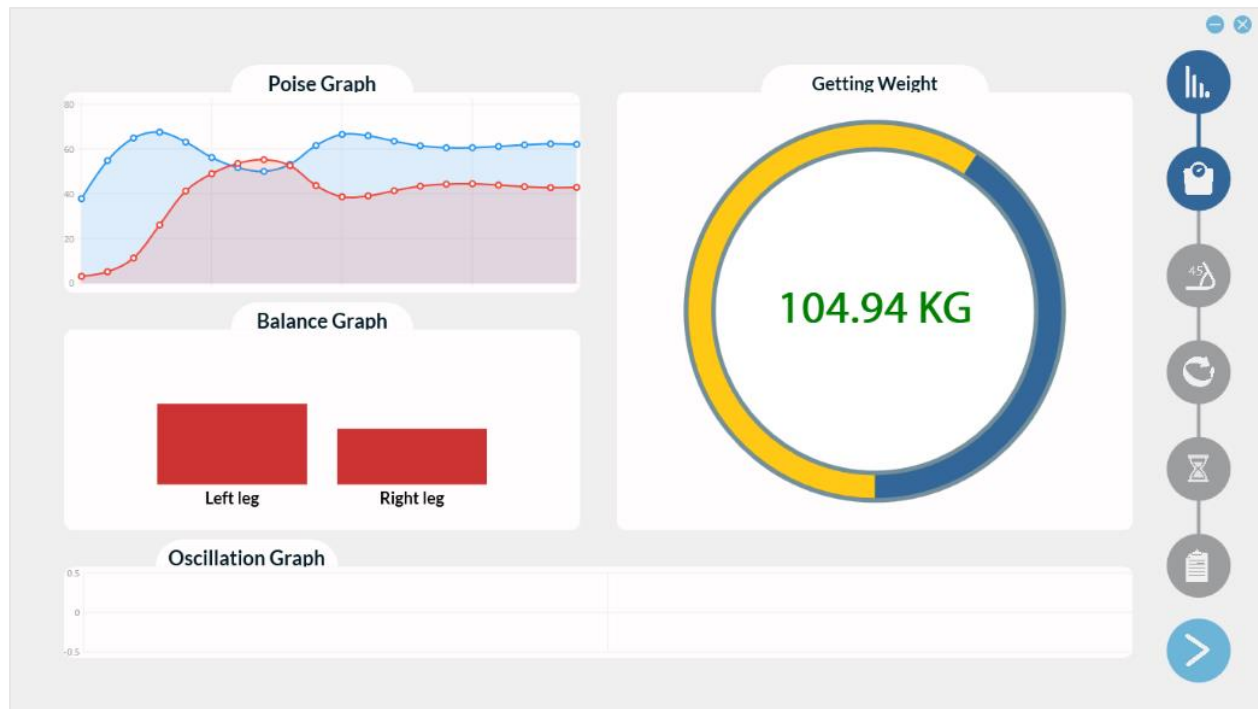 Poise Graph
80
60
40
20
0
Getting Weight
104.94 KG
45
Balance Graph
Left leg
Right leg
Oscillation Graph
0.5
0
-0.5